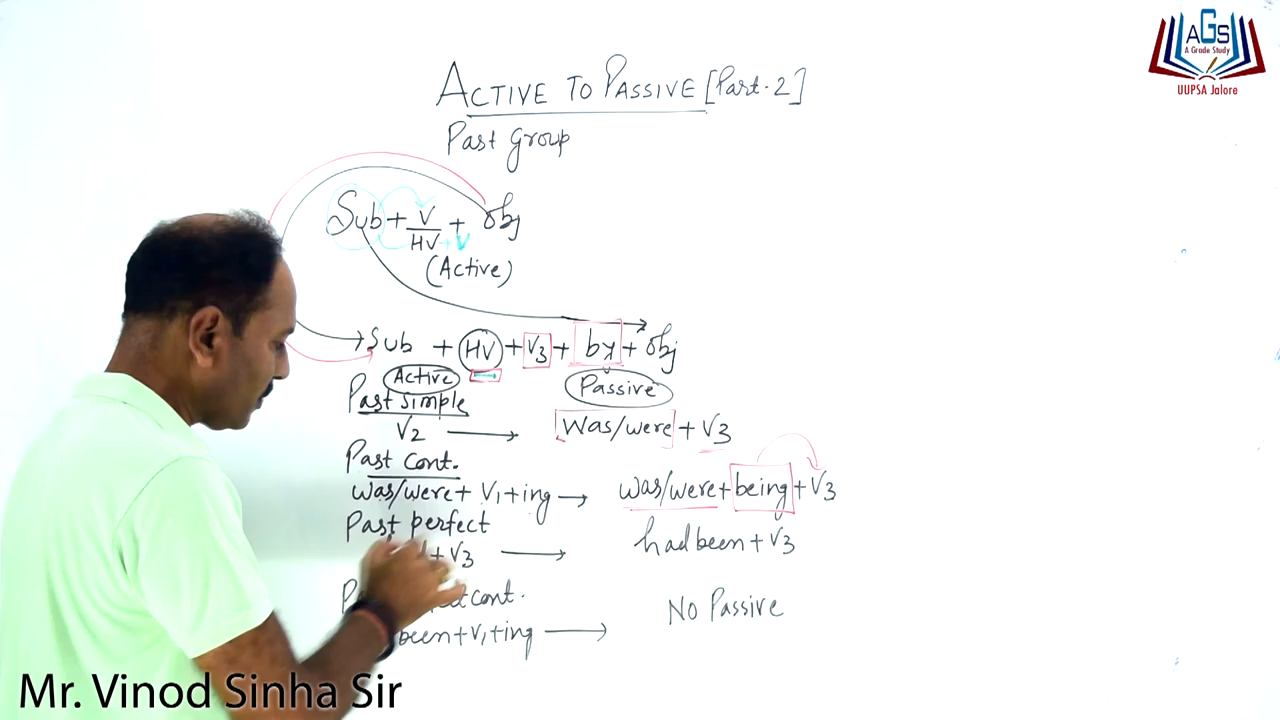 AGS
A Grade Study
UUPSA Jalore
ACTIVE TO PASSIVE [Part-2]
Past Group
Sub + V/HV + V + obj
(Active)
Sub + HV + V3 + by + obj
Active Passive
Past simple
V2 → Was/were + V3
Past cont.
was/were + V1 + ing → was/were + being + V3
Past perfect
+ V3 → had been + V3
cont.
been + V1 + ing → No Passive
Mr. Vinod Sinha Sir